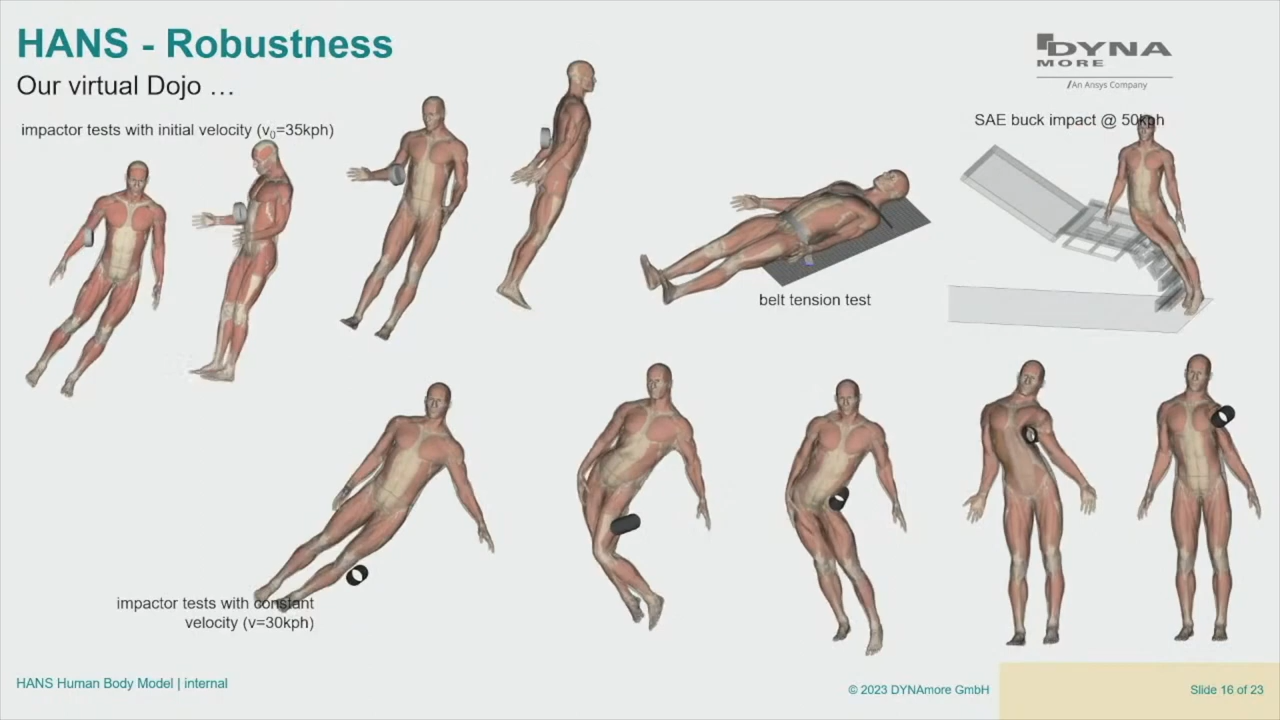 HANS - Robustness
Our virtual Dojo …
DYNA
MORE
/An Ansys Company
impactor tests with initial velocity (v0=35kph)
SAE buck impact @ 50kph
belt tension test
impactor tests with constant
velocity (v=30kph)
HANS Human Body Model | internal
© 2023 DYNAmore GmbH
Slide 16 of 23